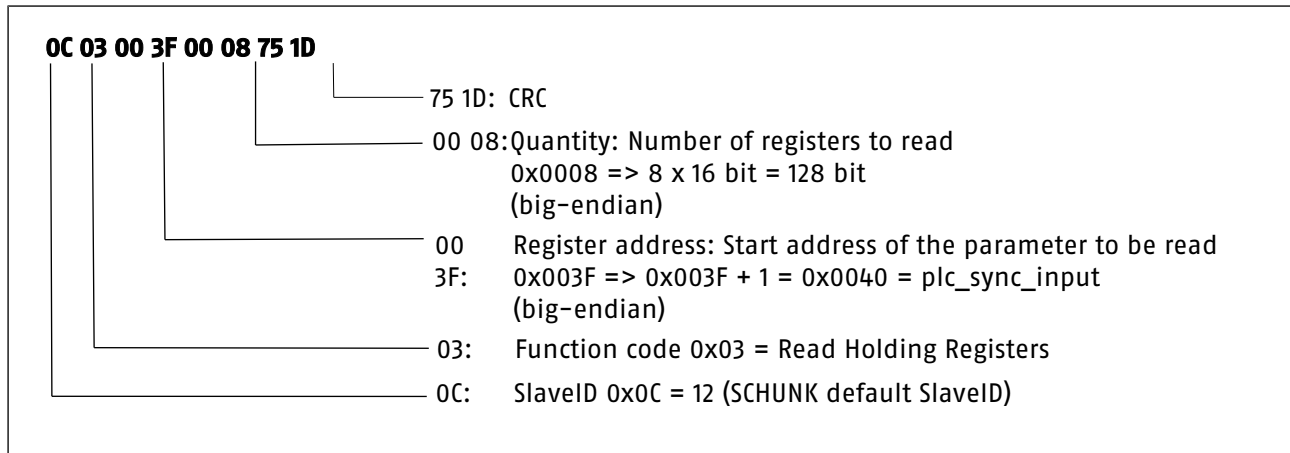 0C 03 00 3F 00 08 75 1D
75 1D: CRC
00 08:Quantity: Number of registers to read
0x0008 => 8 x 16 bit = 128 bit
(big-endian)
00 Register address: Start address of the parameter to be read
3F: 0x003F => 0x003F + 1 = 0x0040 = plc_sync_input
(big-endian)
03: Function code 0x03 = Read Holding Registers
0C: SlaveID 0x0C = 12 (SCHUNK default SlaveID)